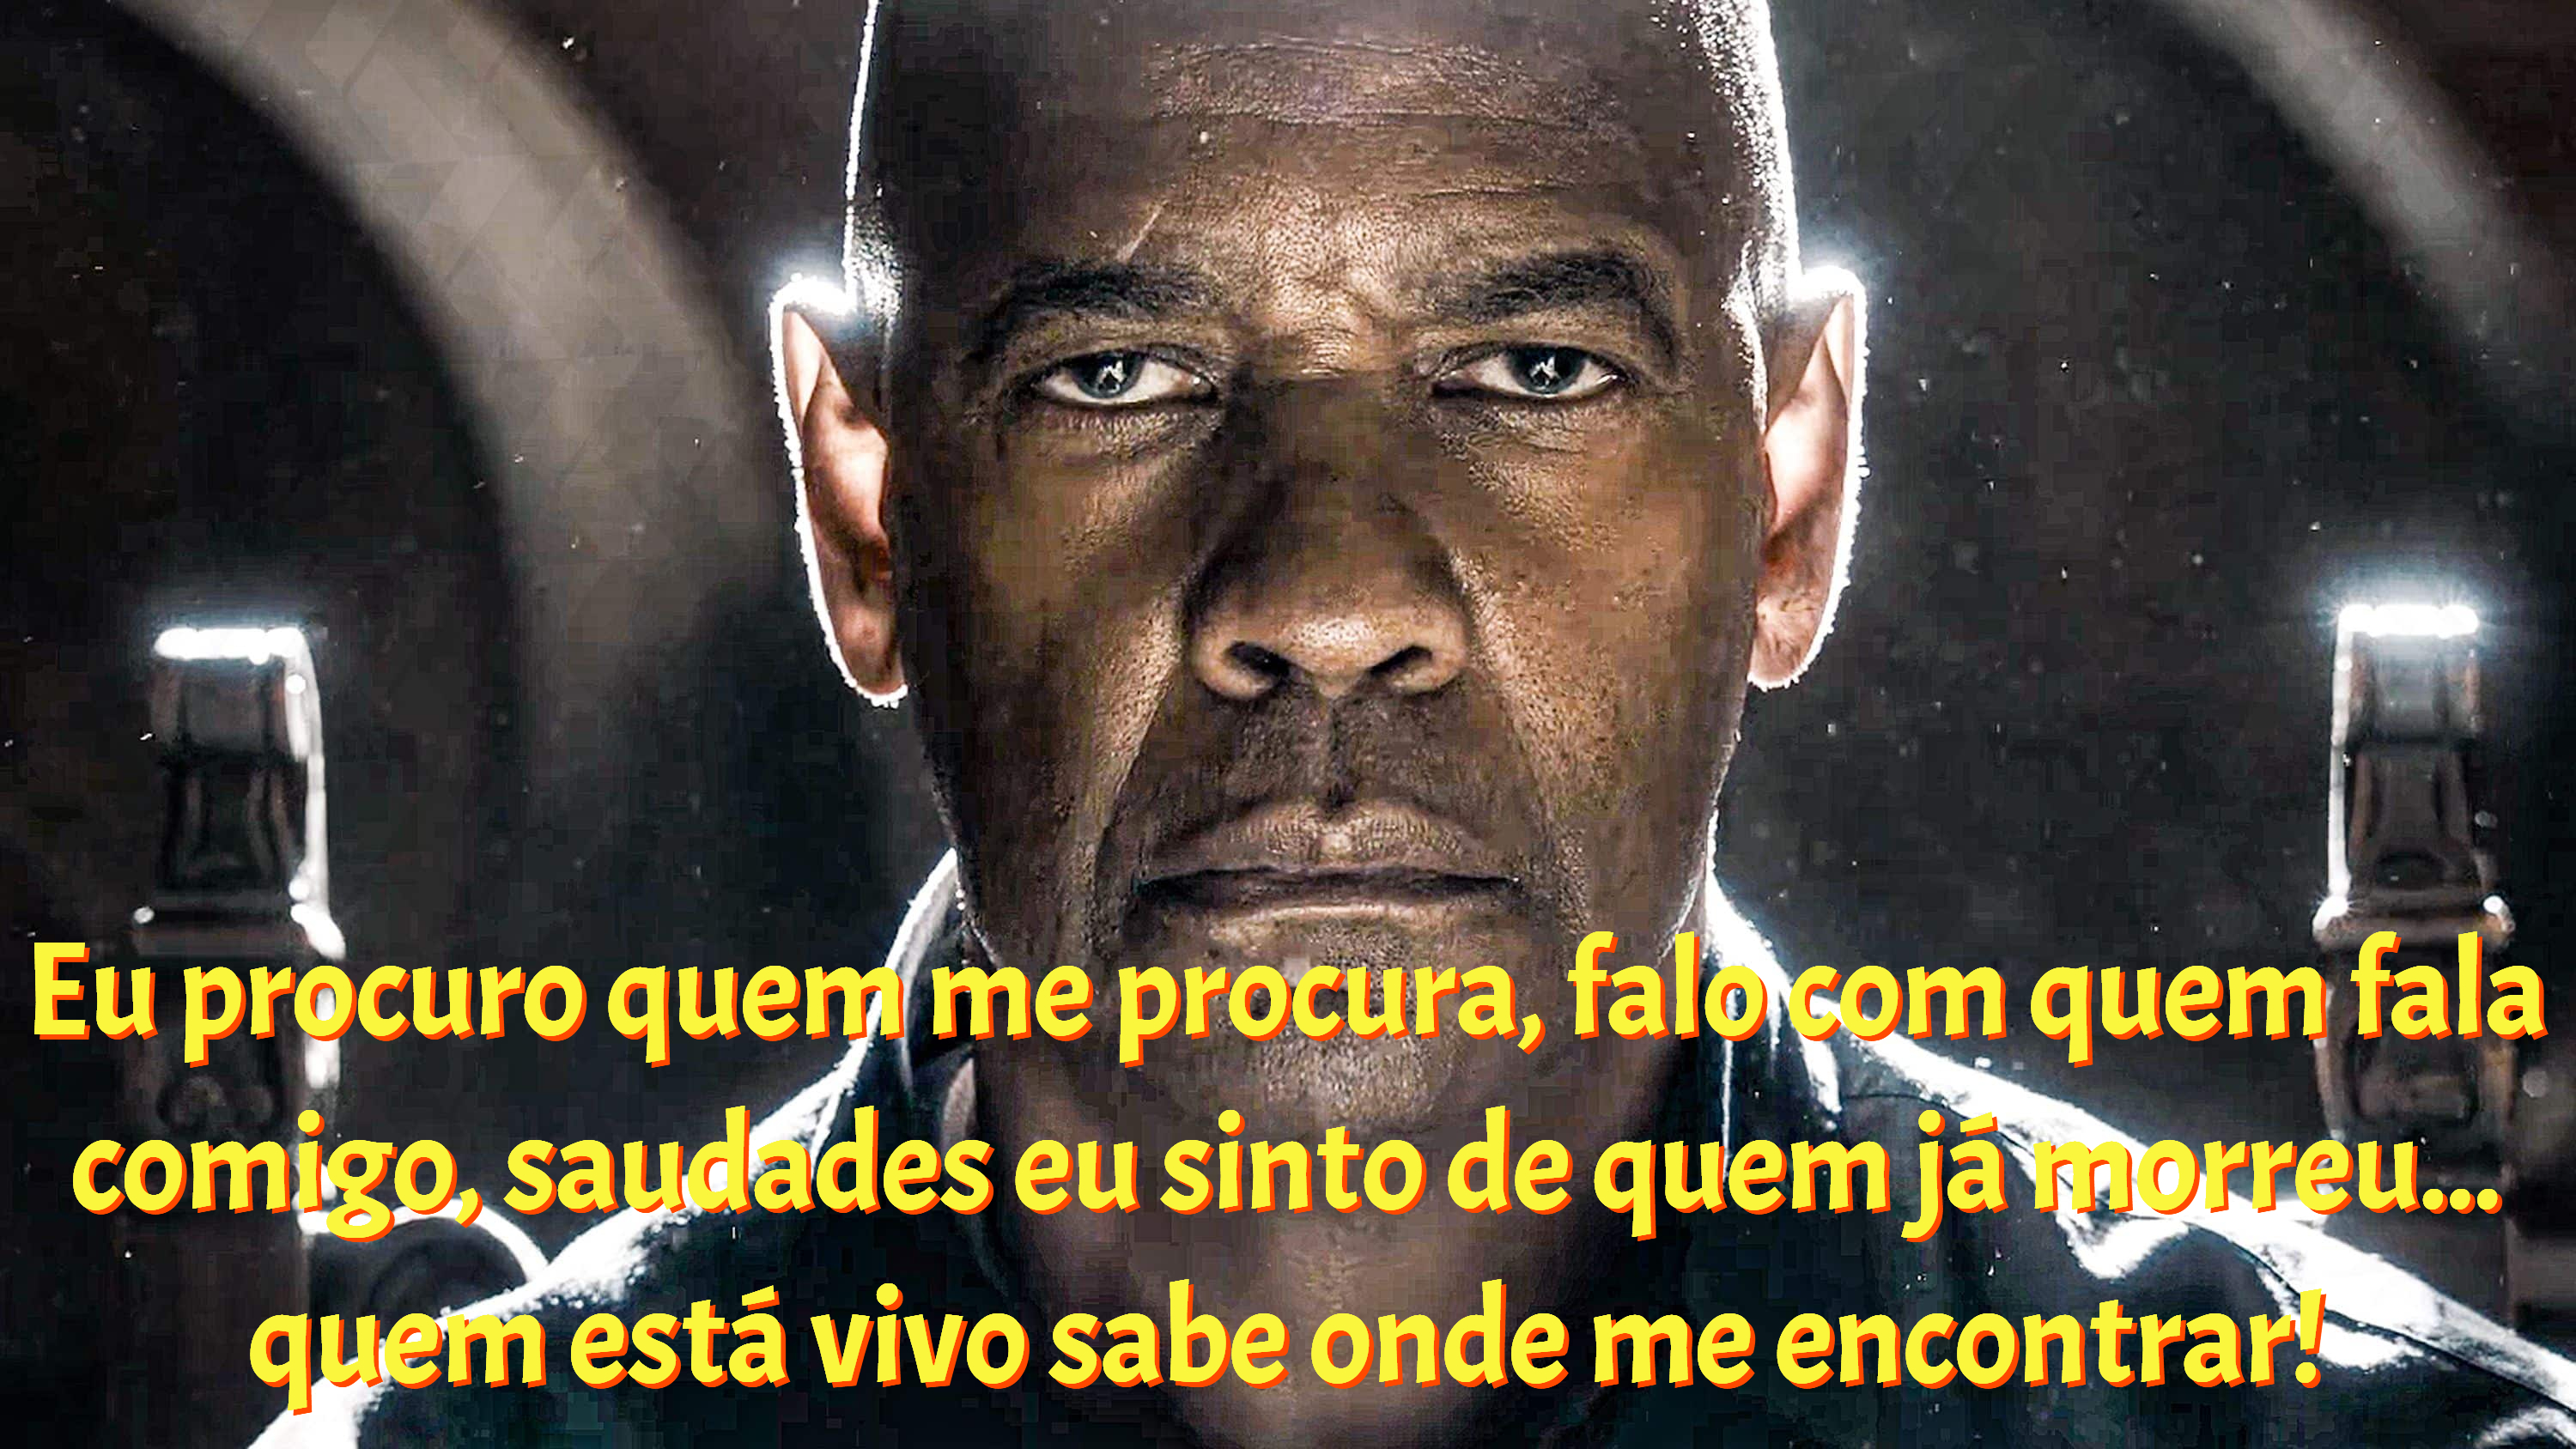 Eu procuro quem me procura, falo com quem fala
comigo, saudades eu sinto de quem já morreu...
quem está vivo sabe onde me encontrar!